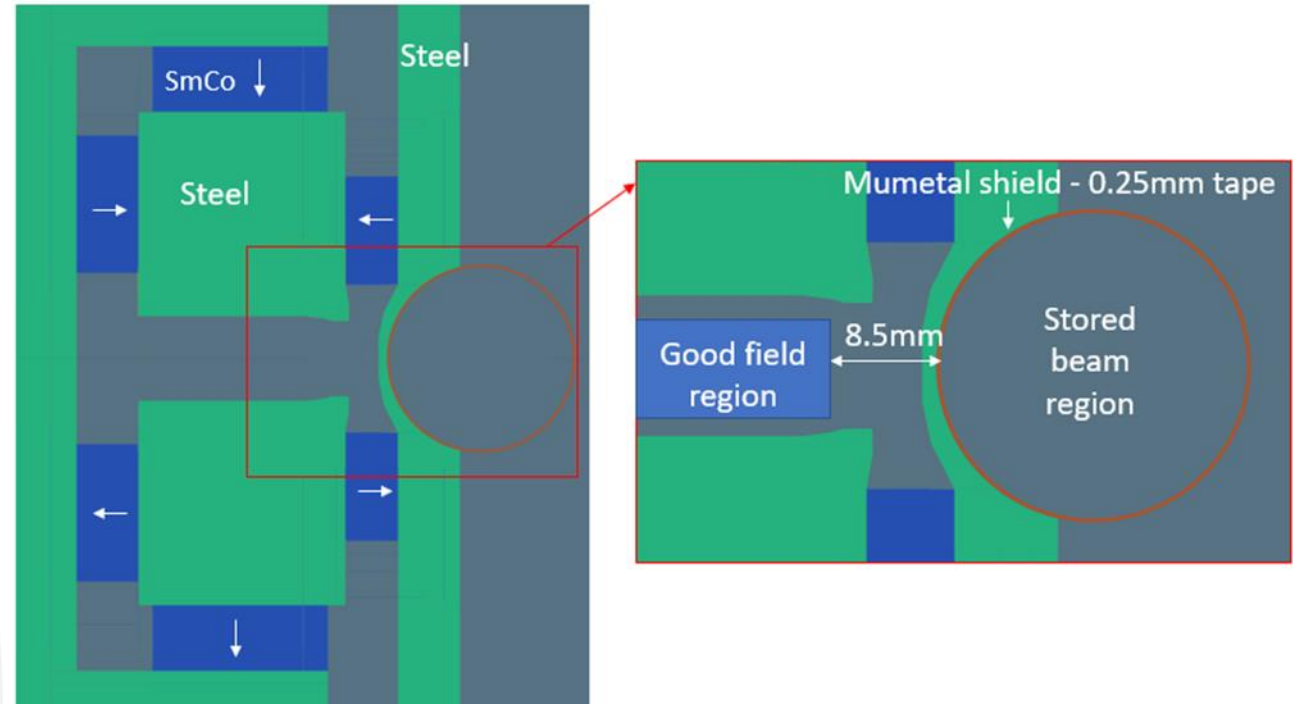 Steel
SmCo
Steel
Mumetal shield - 0.25mm tape
8.5mm
Good field
region
Stored
beam
region